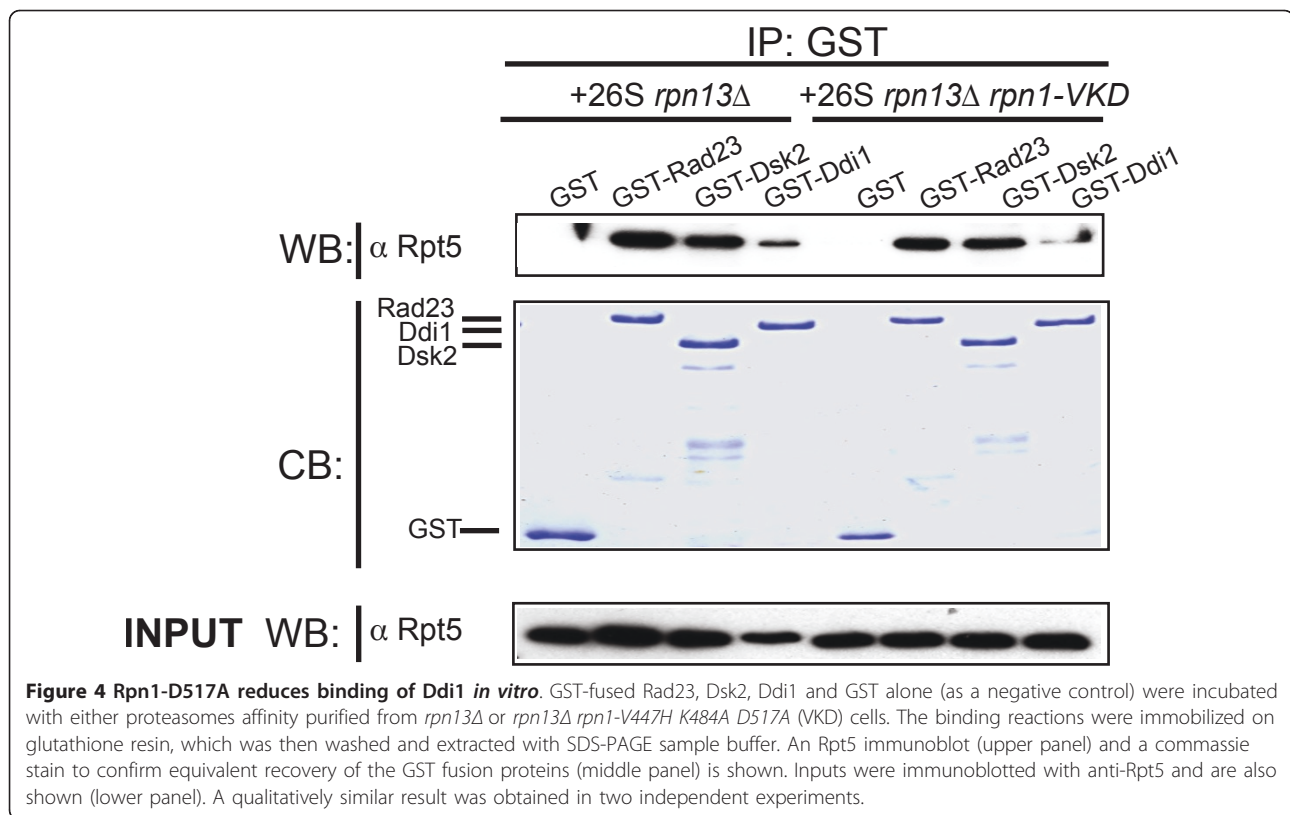 IP: GST
+26S rpn13Δ +26S rpn13Δ rpn1-VKD
GST GST-Rad23 GST-Dsk2 GST-Ddi1 GST GST-Rad23 GST-Dsk2 GST-Ddi1
WB: α Rpt5
Rad23
Ddi1
Dsk2
CB:
GST
INPUT WB: α Rpt5
Figure 4 Rpn1-D517A reduces binding of Ddi1 in vitro. GST-fused Rad23, Dsk2, Ddi1 and GST alone (as a negative control) were incubated
with either proteasomes affinity purified from rpn13Δ or rpn13Δ rpn1-V447H K484A D517A (VKD) cells. The binding reactions were immobilized on
glutathione resin, which was then washed and extracted with SDS-PAGE sample buffer. An Rpt5 immunoblot (upper panel) and a commassie
stain to confirm equivalent recovery of the GST fusion proteins (middle panel) is shown. Inputs were immunoblotted with anti-Rpt5 and are also
shown (lower panel). A qualitatively similar result was obtained in two independent experiments.